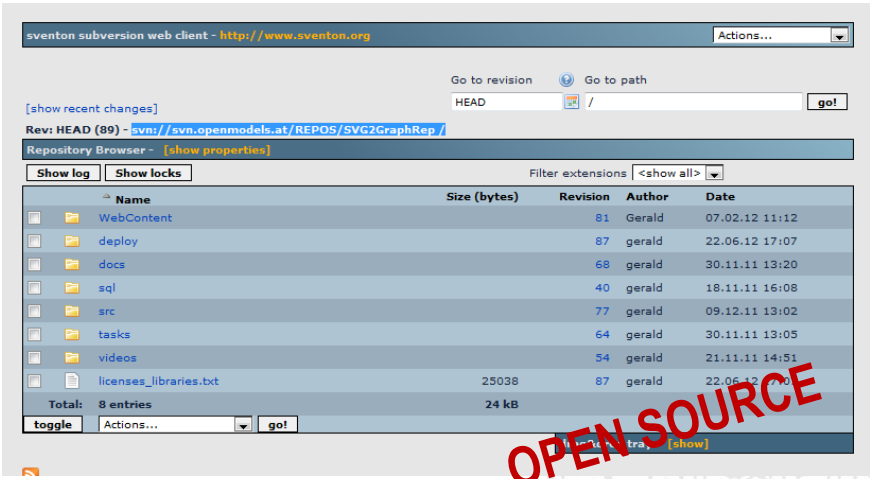 sventon subversion web client - http://www.sventon.org Actions...
Go to revision Go to path
[show recent changes] HEAD / go!
Rev: HEAD (89) - svn://svn.openmodels.at/REPOS/SVG2GraphRep /
Repository Browser - [show properties]
Show log Show locks Filter extensions <show all>
Name Size (bytes) Revision Author Date
WebContent 81 Gerald 07.02.12 11:12
deploy 87 gerald 22.06.12 17:07
docs 68 gerald 30.11.11 13:20
sql 40 gerald 18.11.11 16:08
src 77 gerald 09.12.11 13:02
tasks 64 gerald 30.11.11 13:05
videos 54 gerald 21.11.11 14:51
licenses_libraries.txt 25038 87 gerald 22.06.12
Total: 8 entries 24 kB
toggle Actions... go!
[show]
OPEN SOURCE